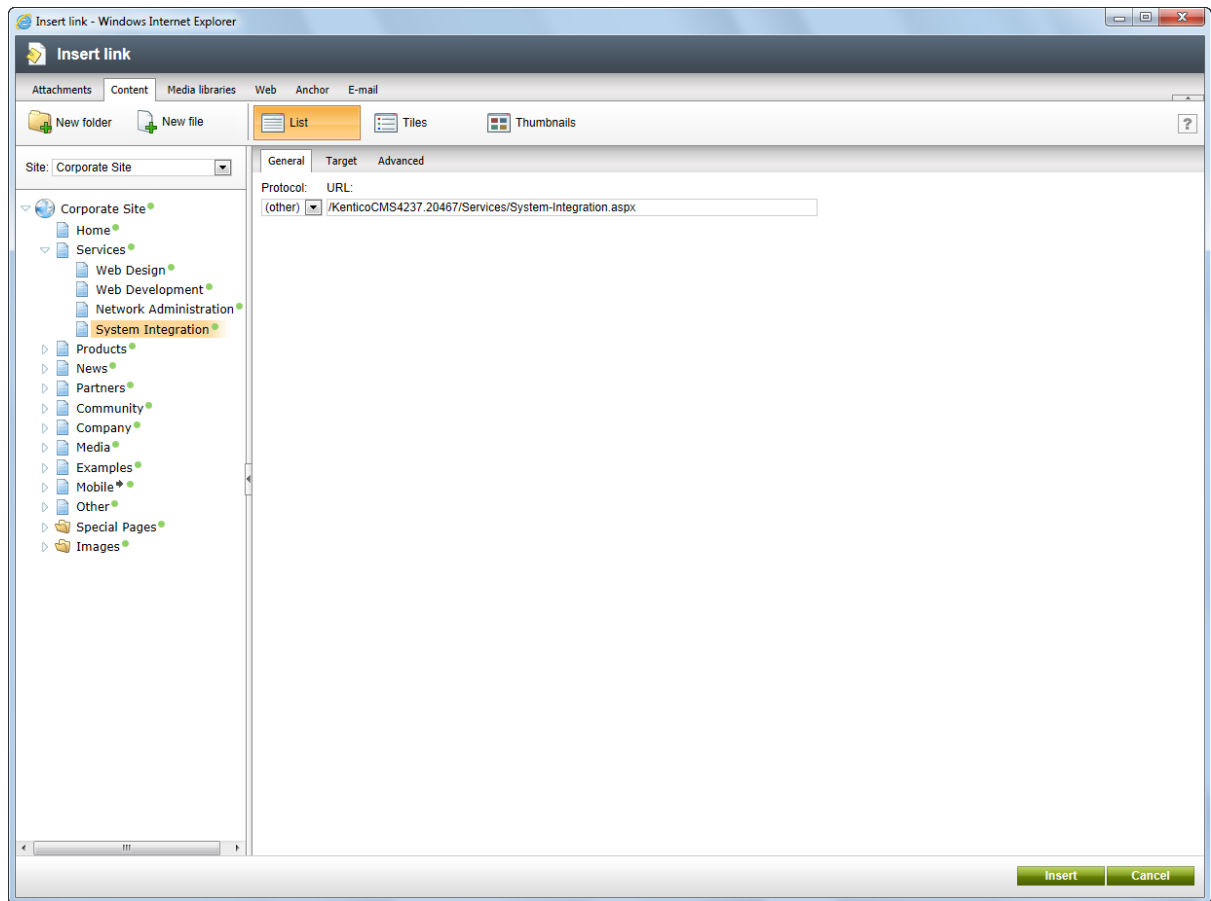 Insert link - Windows Internet Explorer
Insert link
Attachments Content Media libraries Web Anchor E-mail
New folder New file List Tiles Thumbnails ?
Site: Corporate Site
General Target Advanced
Protocol: URL:
(other) /KenticoCMS4237.20467/Services/System-Integration.aspx
Corporate Site
Home
Services
Web Design
Web Development
Network Administration
System Integration
Products
News
Partners
Community
Company
Media
Examples
Mobile
Other
Special Pages
Images
Insert Cancel